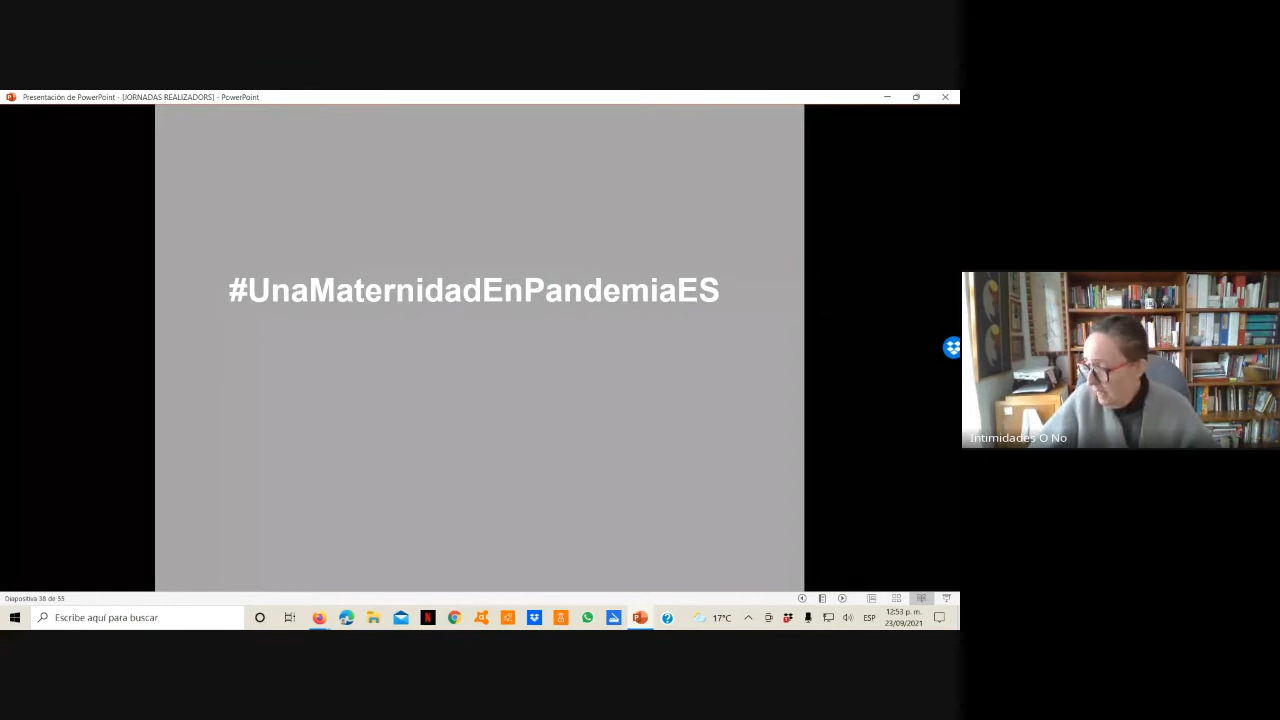 Presentación de PowerPoint - [JORNADAS REALIZADORS] - PowerPoint
#UnaMaternidadEnPandemiaES
Intimidades O No
Diapositiva 38 de 55
Escribe aquí para buscar
17°C
ESP
12:53 p. m.
23/09/2021